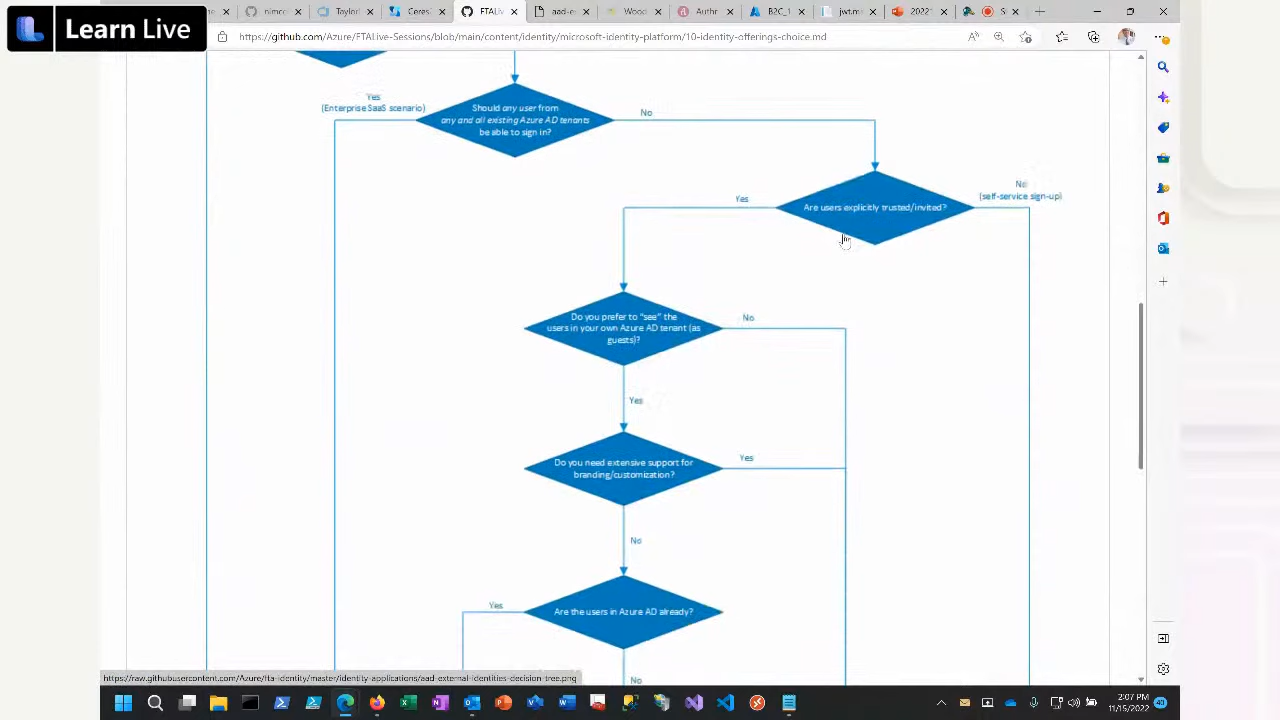 Learn Live
FTALiv
https://github.com/Azure/FTALive-Sessions/blob/main/content/identity/microsoft-identity-platform/10-identity-modeling-and-design.md
Yes
(Enterprise SaaS scenario)
Should any user from
any and all existing Azure AD tenants
be able to sign in?
No
No
(self-service sign-up)
Yes
Are users explicitly trusted/invited?
Do you prefer to "see" the
users in your own Azure AD tenant (as
guests)?
No
Yes
Do you need extensive support for
branding/customization?
Yes
No
Yes
Are the users in Azure AD already?
No
https://raw.githubusercontent.com/Azure/fta-identity/master/identity-applications/aad-external-identities-decision-tree.png
2:07 PM
11/15/2022